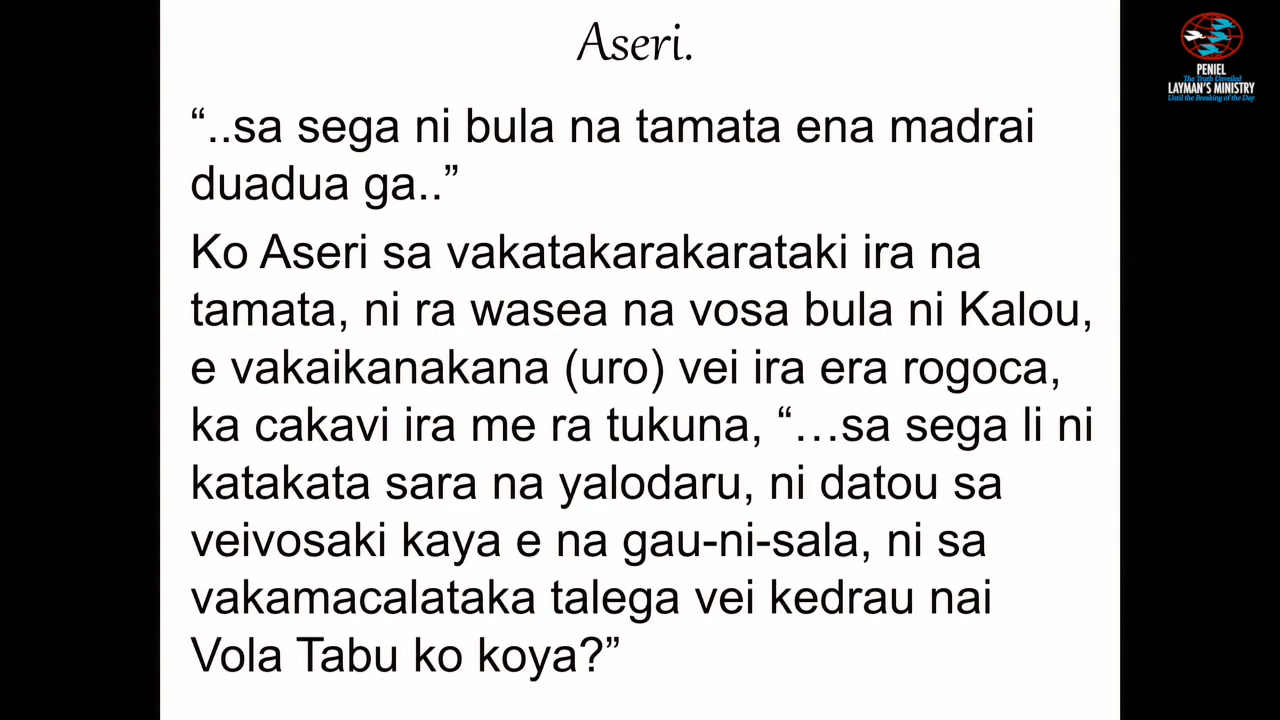 Aseri.
“..sa sega ni bula na tamata ena madrai
duadua ga..”
Ko Aseri sa vakatakarakarataki ira na
tamata, ni ra wasea na vosa bula ni Kalou,
e vakaikanakana (uro) vei ira era rogoca,
ka cakavi ira me ra tukuna, “…sa sega li ni
katakata sara na yalodaru, ni datou sa
veivosaki kaya e na gau-ni-sala, ni sa
vakamacalataka talega vei kedrau nai
Vola Tabu ko koya?”
PENIEL
The Truth Unveiled
LAYMAN'S MINISTRY
Until the Breaking of the Day